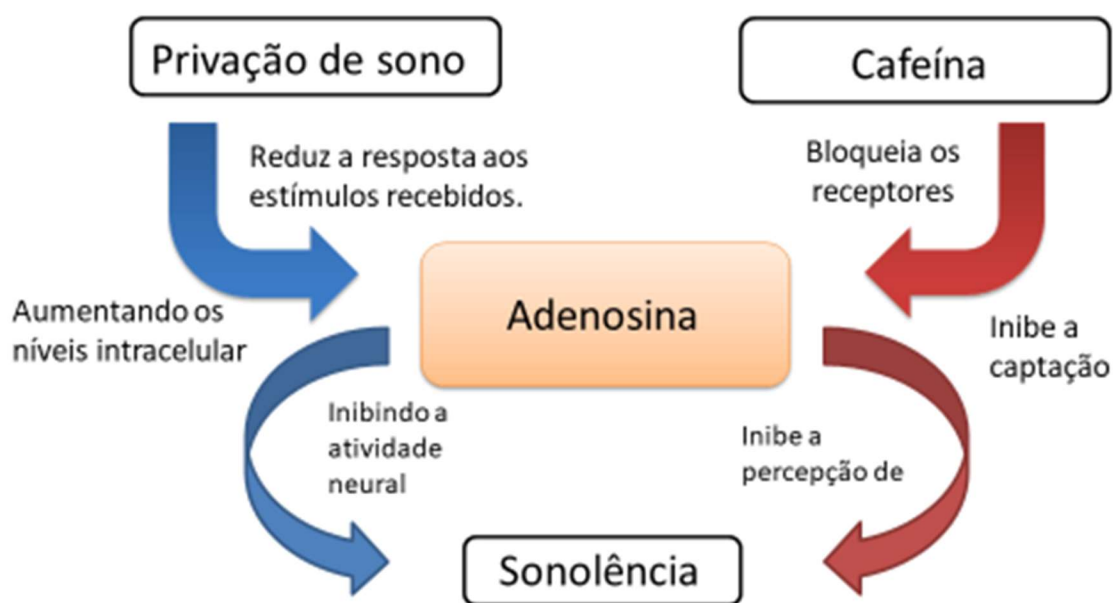 Privação de sono
Cafeína
Reduz a resposta aos
estímulos recebidos.
Bloqueia os
receptores
Adenosina
Aumentando os
níveis intracelular
Inibe a
captação
Inibindo a
atividade
neural
Inibe a
percepção de
Sonolência